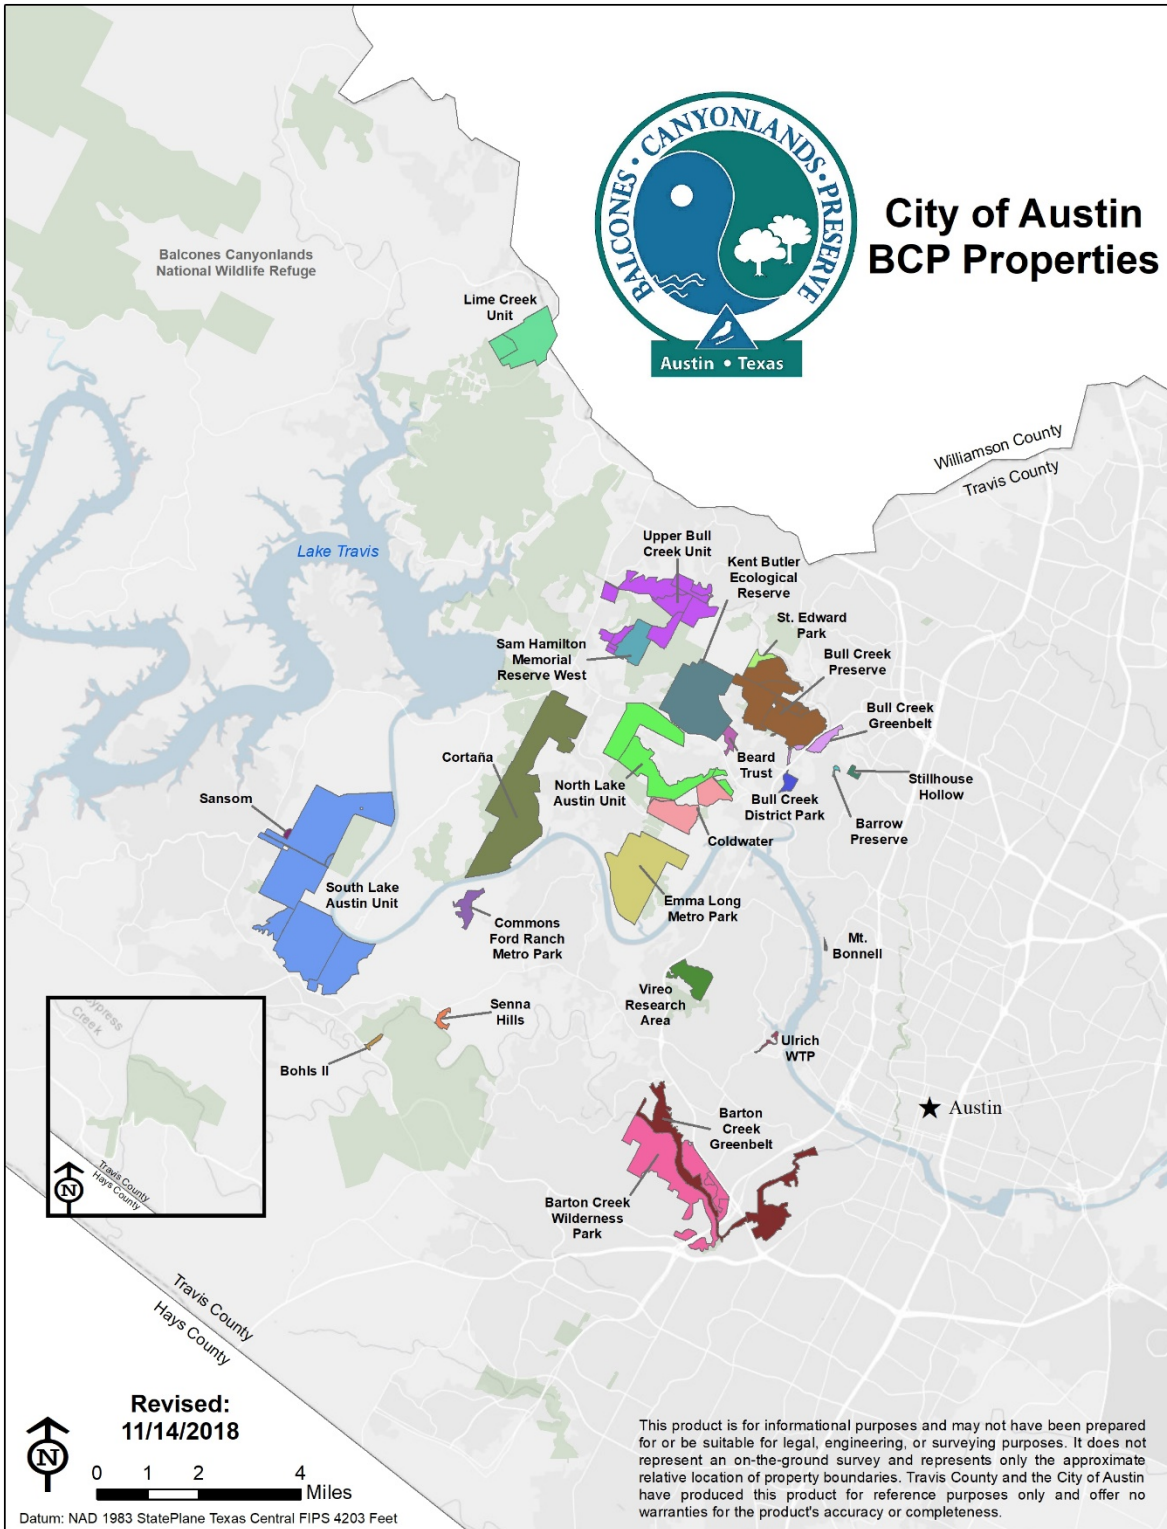 BALCONES • CANYONLANDS • PRESERVE
Austin • Texas
City of Austin
BCP Properties
Balcones Canyonlands
National Wildlife Refuge
Lime Creek
Unit
Williamson County
Travis County
Lake Travis
Upper Bull
Creek Unit
Kent Butler
Ecological
Reserve
St. Edward
Park
Sam Hamilton
Memorial
Reserve West
Bull Creek
Preserve
Bull Creek
Greenbelt
Cortaña
Beard
Trust
North Lake
Austin Unit
Stillhouse
Hollow
Sansom
Bull Creek
District Park
Barrow
Preserve
Coldwater
South Lake
Austin Unit
Emma Long
Metro Park
Commons
Ford Ranch
Metro Park
Mt.
Bonnell
Vireo
Research
Area
Senna
Hills
Ulrich
WTP
Bohls II
Cypress
Creek
Travis County
Hays County
N
Barton
Creek
Greenbelt
Austin
Barton Creek
Wilderness
Park
Travis County
Hays County
Revised:
11/14/2018
N
0 1 2 4
Miles
Datum: NAD 1983 StatePlane Texas Central FIPS 4203 Feet
This product is for informational purposes and may not have been prepared
for or be suitable for legal, engineering, or surveying purposes. It does not
represent an on-the-ground survey and represents only the approximate
relative location of property boundaries. Travis County and the City of Austin
have produced this product for reference purposes only and offer no
warranties for the product's accuracy or completeness.